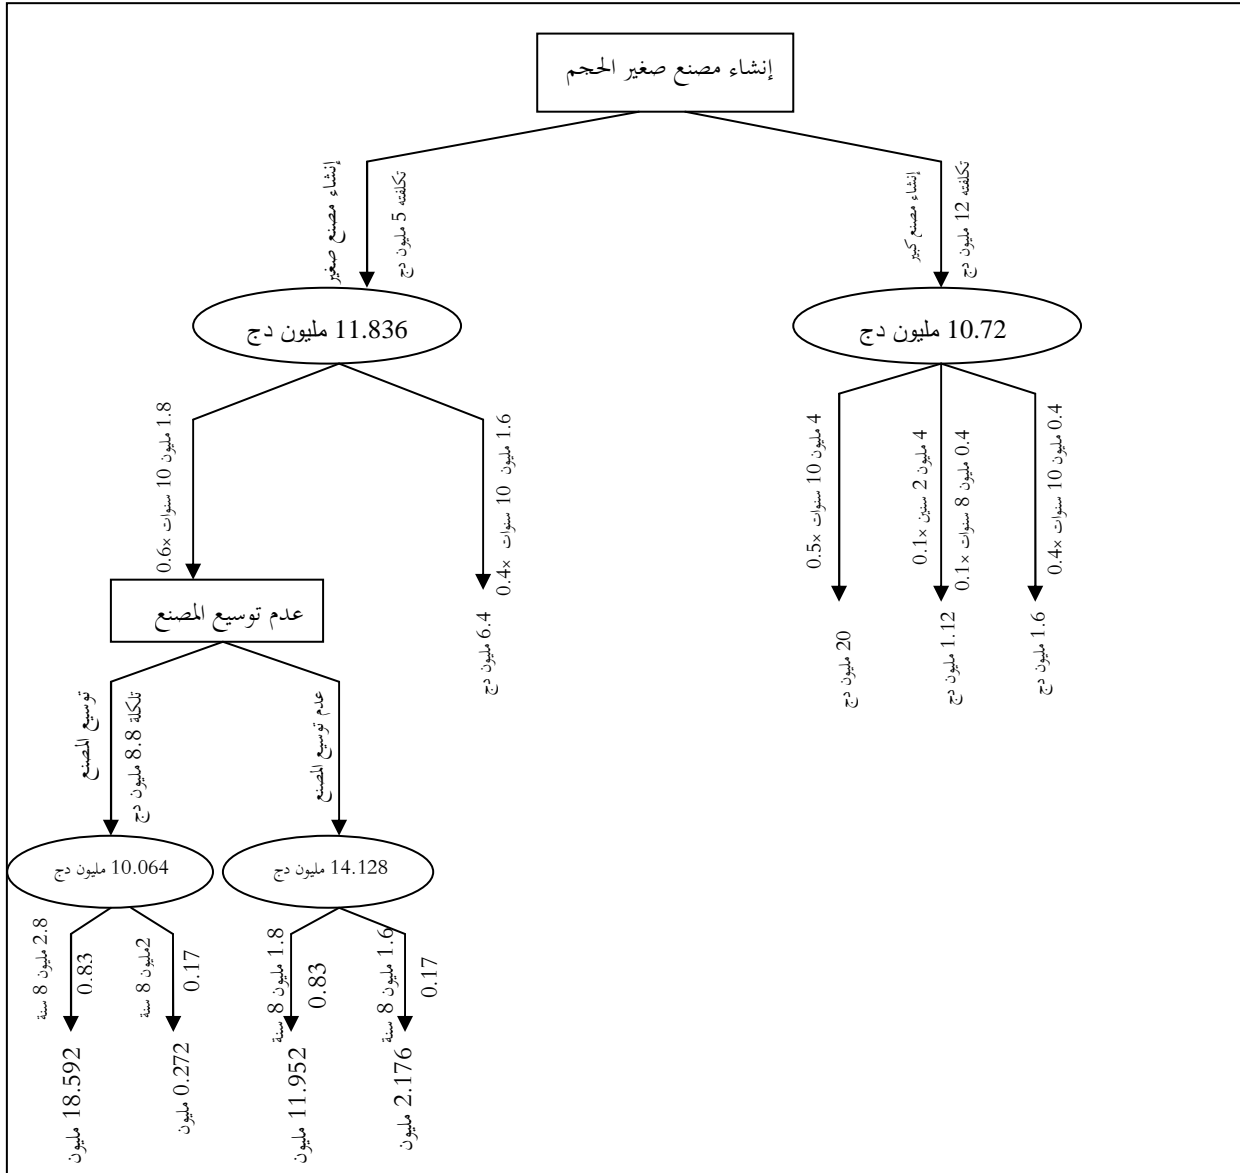 إنشاء مصنع صغير الحجم
إنشاء مصنع كبير
تكلفته 12 مليون دج
إنشاء مصنع صغير
تكلفته 5 مليون دج
10.72 مليون دج
11.836 مليون دج
0.4 مليون 10 سنوات ×0.4
4 مليون 2 سنين ×0.1
0.4 مليون 8 سنوات ×0.1
4 مليون 10 سنوات ×0.5
1.6 مليون 10 سنوات ×0.4
1.8 مليون 10 سنوات ×0.6
1.6 مليون دج
1.12 مليون دج
20 مليون دج
6.4 مليون دج
عدم توسيع المصنع
عدم توسيع المصنع
توسيع المصنع
تلكلة 8.8 مليون دج
14.128 مليون دج
10.064 مليون دج
1.6 مليون 8 سنة
0.17
1.8 مليون 8 سنة
0.83
2مليون 8 سنة
0.17
2.8 مليون 8 سنة
0.83
2.176 مليون
11.952 مليون
0.272 مليون
18.592 مليون